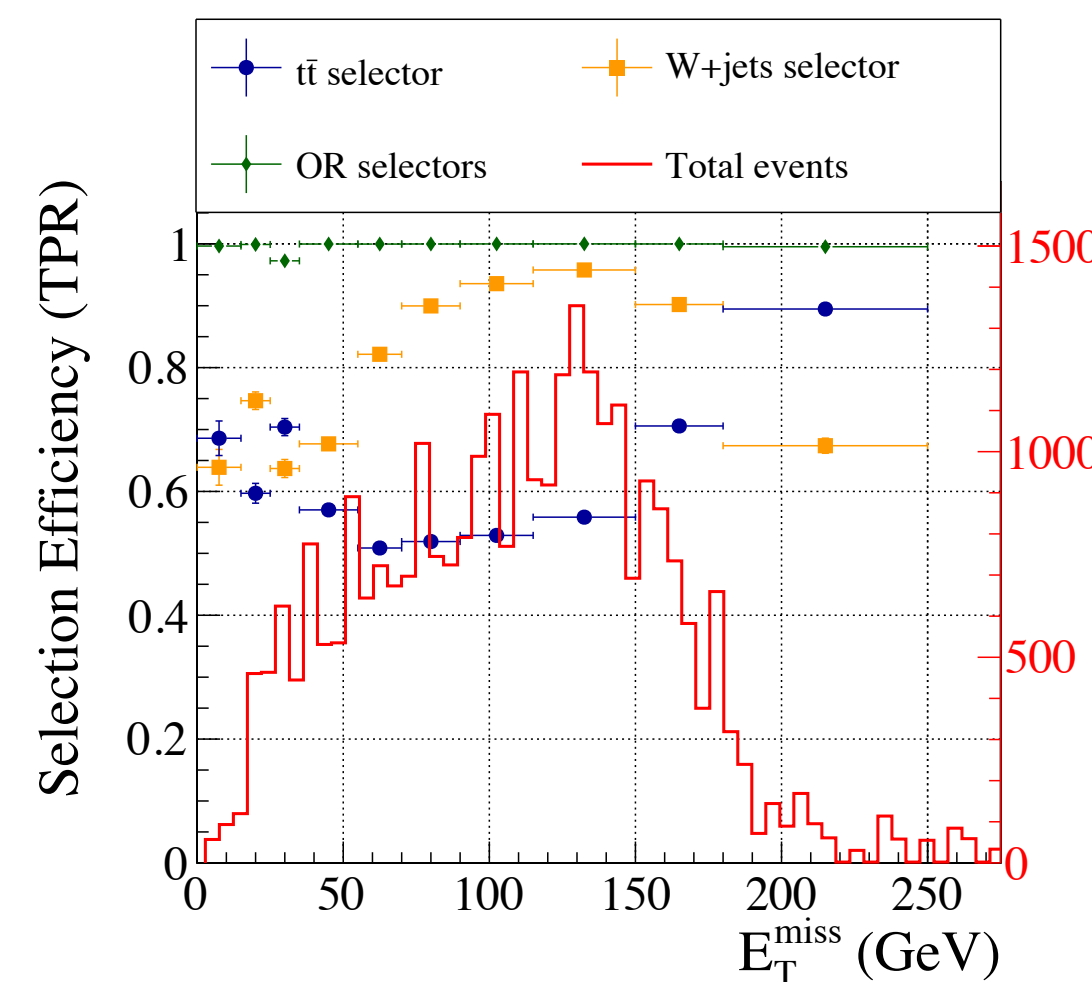 tt̄ selector
W+jets selector
OR selectors
Total events
Selection Efficiency (TPR)
1
0.8
0.6
0.4
0.2
0
1500
1000
500
0
0 50 100 150 200 250
E_T^miss (GeV)